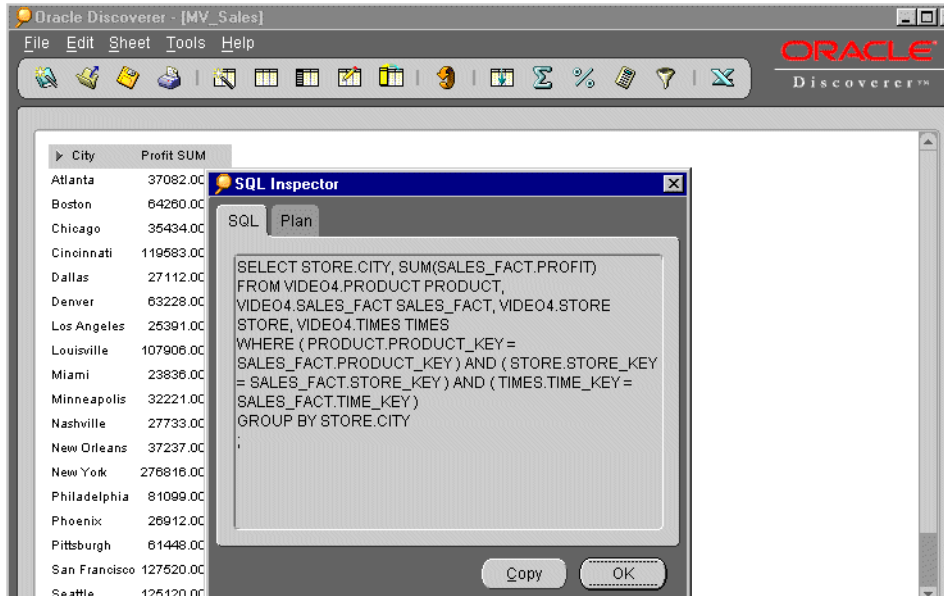 Oracle Discoverer - [MV_Sales]
File Edit Sheet Tools Help
ORACLE
Discoverer™
City Profit SUM
Atlanta 37082.00
Boston 64260.00
Chicago 35434.00
Cincinnati 119583.00
Dallas 27112.00
Denver 63228.00
Los Angeles 25391.00
Louisville 107906.00
Miami 23836.00
Minneapolis 32221.00
Nashville 27733.00
New Orleans 37237.00
New York 276816.00
Philadelphia 81099.00
Phoenix 26912.00
Pittsburgh 61448.00
San Francisco 127520.00
Seattle 125120.00
SQL Inspector
SQL Plan
SELECT STORE.CITY, SUM(SALES_FACT.PROFIT)
FROM VIDEO4.PRODUCT PRODUCT,
VIDEO4.SALES_FACT SALES_FACT, VIDEO4.STORE
STORE, VIDEO4.TIMES TIMES
WHERE ( PRODUCT.PRODUCT_KEY =
SALES_FACT.PRODUCT_KEY ) AND ( STORE.STORE_KEY
= SALES_FACT.STORE_KEY ) AND ( TIMES.TIME_KEY =
SALES_FACT.TIME_KEY )
GROUP BY STORE.CITY
;
Copy OK